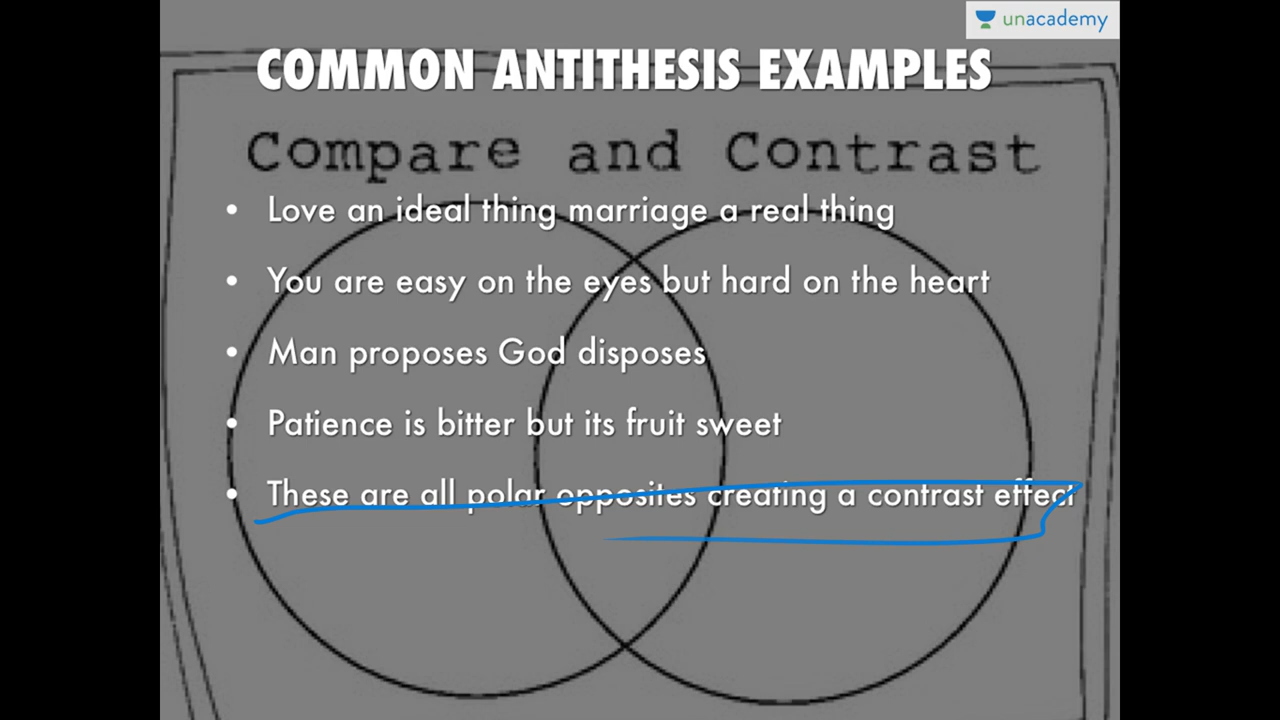 unacademy
COMMON ANTITHESIS EXAMPLES
Compare and Contrast
• Love an ideal thing marriage a real thing
• You are easy on the eyes but hard on the heart
• Man proposes God disposes
• Patience is bitter but its fruit sweet
• These are all polar opposites creating a contrast effect